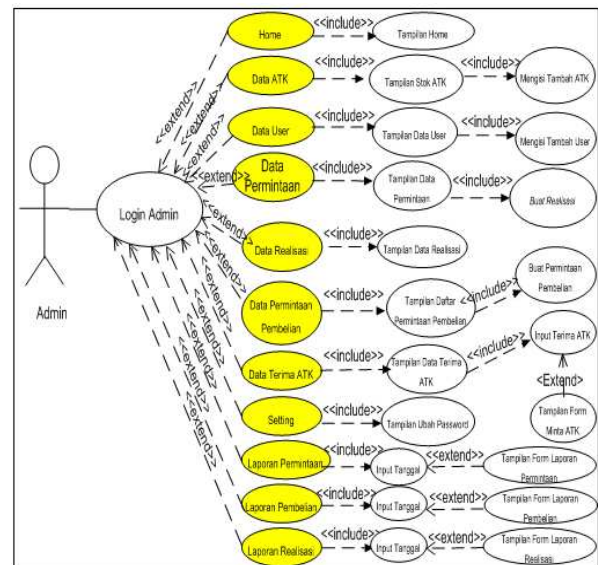 <<include>>
Home
Tampilan Home
<<include>>
<<include>>
Data ATK
Tampilan Stok ATK
Mengisi Tambah ATK
<<extend>>
<<extend>>
<<include>>
<<include>>
Data User
Tampilan Data User
Mengisi Tambah User
<<extend>>
<<include>>
Data
Permintaan
Tampilan Data
Permintaan
<<include>>
Buat Realisasi
Login Admin
Admin
<<extend>>
<<include>>
Data Realisasi
Tampilan Data Realisasi
<<extend>>
<<include>>
Data Permintaan
Pembelian
Tampilan Daftar
Permintaan Pembelian
<<include>>
Buat Permintaan
Pembelian
<<extend>>
<<include>>
Data Terima ATK
Tampilan Data Terima
ATK
<<include>>
Input Terima ATK
<Extend>
Tampilan Form
Minta ATK
<<extend>>
<<include>>
Setting
Tampilan Ubah Password
<<extend>>
<<include>>
Laporan Permintaan
Input Tanggal
<<extend>>
Tampilan Form Laporan
Permintaan
<<extend>>
<<include>>
Laporan Pembelian
Input Tanggal
<<extend>>
Tampilan Form Laporan
Pembelian
<<extend>>
<<include>>
Laporan Realisasi
Input Tanggal
<<extend>>
Tampilan Form Laporan
Realisasi